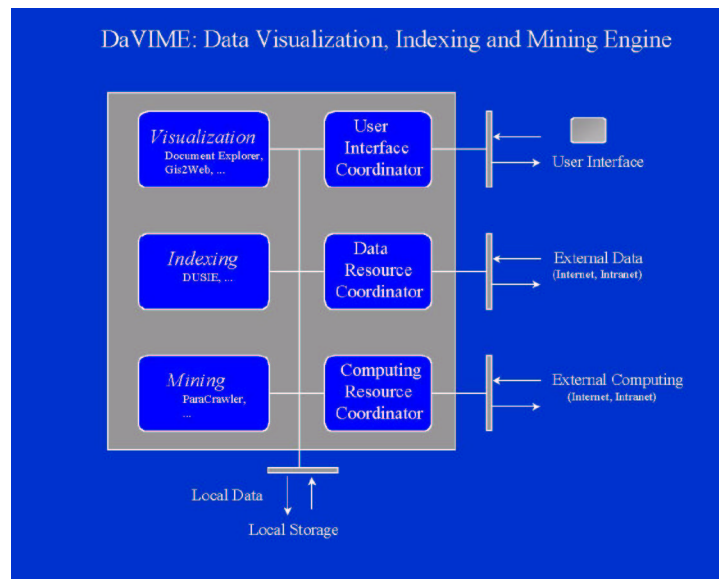 DaVIME: Data Visualization, Indexing and Mining Engine
Visualization
Document Explorer,
Gis2Web, ...
User
Interface
Coordinator
User Interface
Indexing
DUSIE, ...
Data
Resource
Coordinator
External Data
(Internet, Intranet)
Mining
ParaCrawler,
...
Computing
Resource
Coordinator
External Computing
(Internet, Intranet)
Local Data
Local Storage